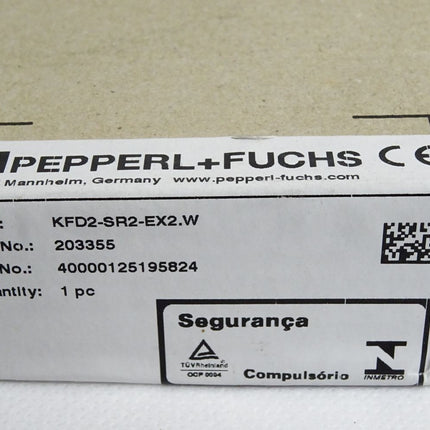 PEPPERL+FUCHS CE
Mannheim, Germany www.pepperl-fuchs.com
: KFD2-SR2-EX2.W
No.: 203355
No.: 40000125195824
antity: 1 pc
Segurança
TÜVRheinland
OCP 0004
Compulsório
INMETRO